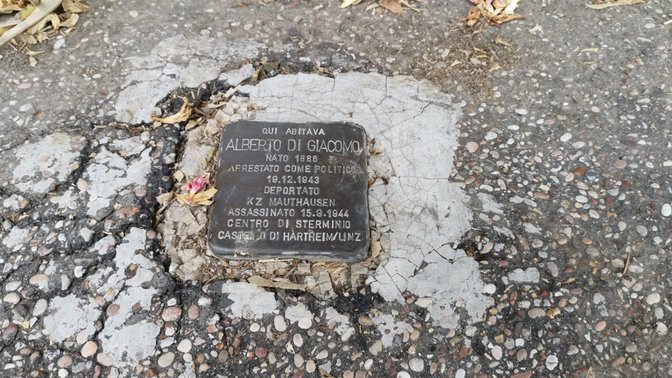 QUI ABITAVA
ALBERTO DI GIACOMO
NATO 1886
ARRESTATO COME POLITICO
19.12.1943
DEPORTATO
KZ MAUTHAUSEN
ASSASSINATO 15.9.1944
CENTRO DI STERMINIO
CASTELLO DI HARTHEIM/LINZ